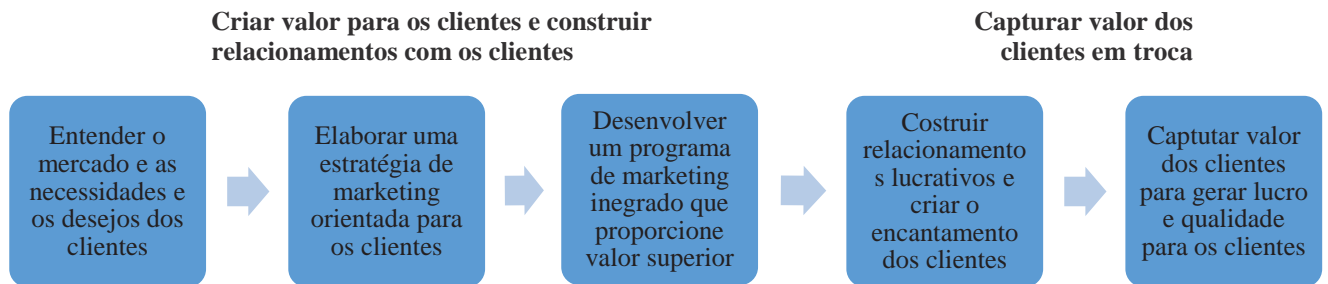 Criar valor para os clientes e construir
relacionamentos com os clientes
Capturar valor dos
clientes em troca
Entender o
mercado e as
necessidades e
os desejos dos
clientes
Elaborar uma
estratégia de
marketing
orientada para
os clientes
Desenvolver
um programa
de marketing
inegrado que
proporcione
valor superior
Costruir
relacionamento
s lucrativos e
criar o
encantamento
dos clientes
Captutar valor
dos clientes
para gerar lucro
e qualidade
para os clientes